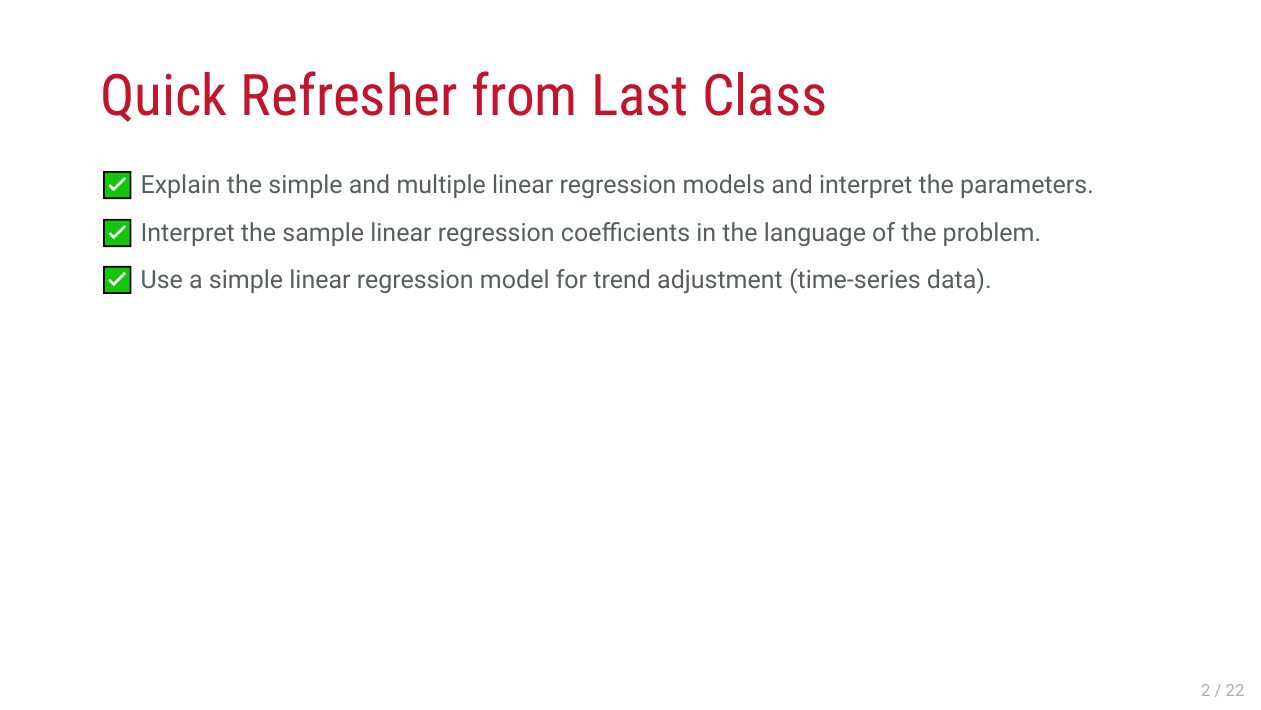 Quick Refresher from Last Class
Explain the simple and multiple linear regression models and interpret the parameters.
Interpret the sample linear regression coefficients in the language of the problem.
Use a simple linear regression model for trend adjustment (time-series data).
2 / 22